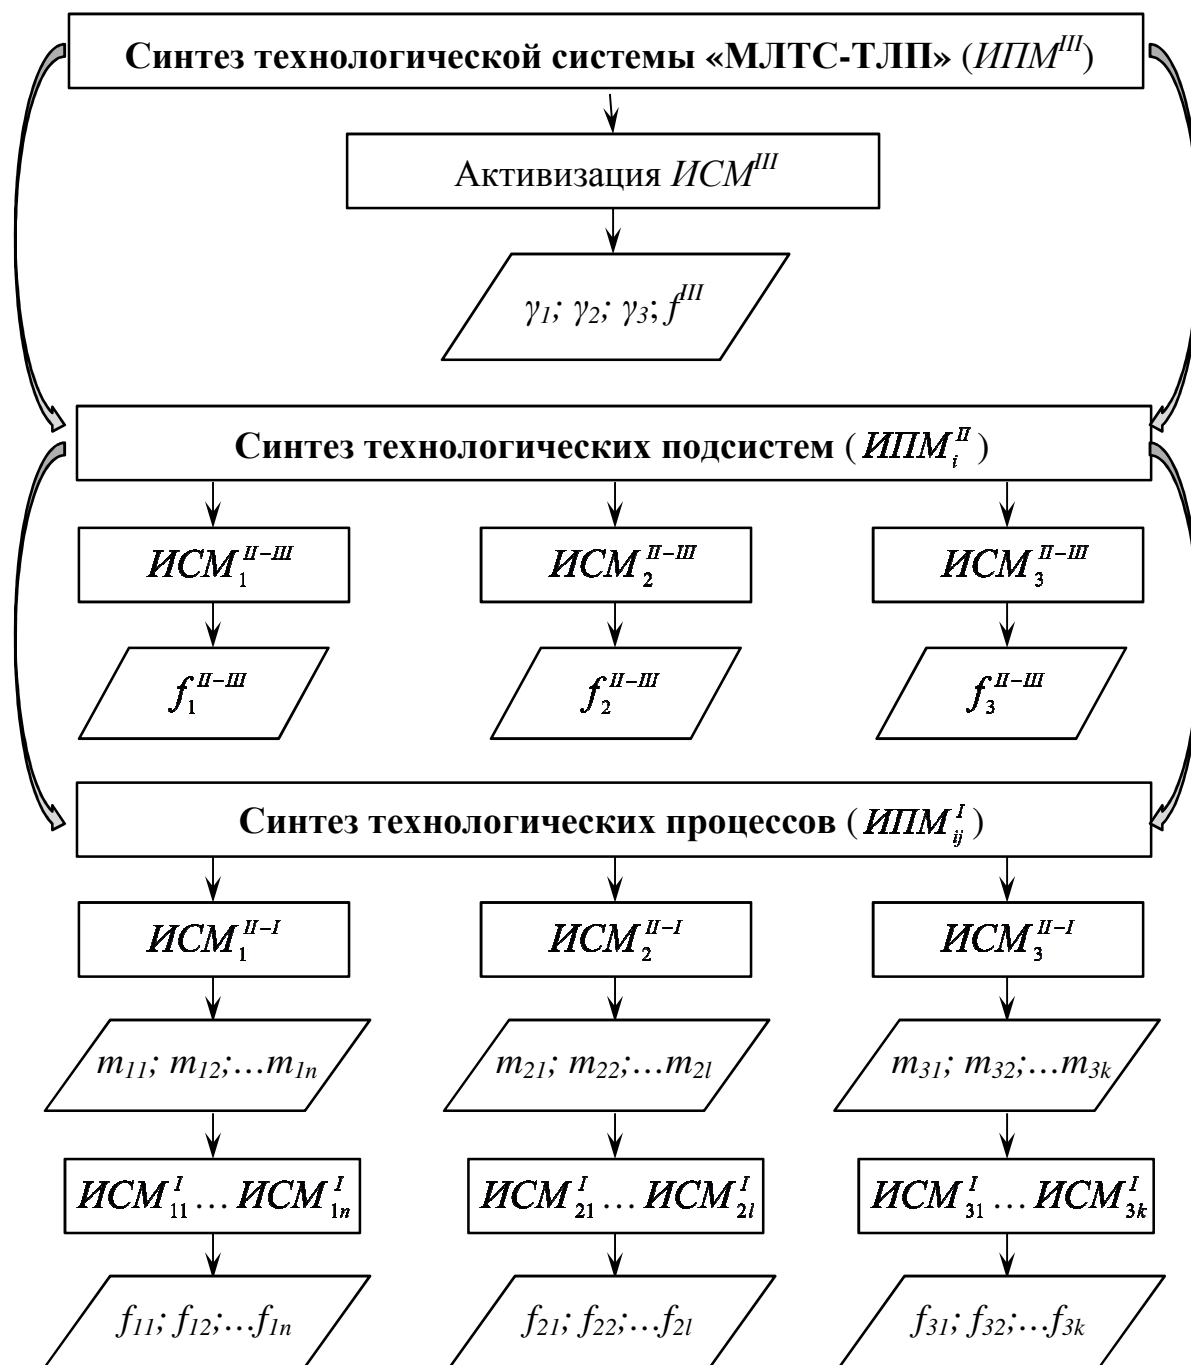 Синтез технологической системы «МЛТС-ТЛП» (ИПМ^III)
Активизация ИСМ^III
γ1; γ2; γ3; f^III
Синтез технологических подсистем (ИПМ_i^II)
ИСМ_1^II–III
ИСМ_2^II–III
ИСМ_3^II–III
f_1^II–III
f_2^II–III
f_3^II–III
Синтез технологических процессов (ИПМ_ij^I)
ИСМ_1^II–I
ИСМ_2^II–I
ИСМ_3^II–I
m11; m12;…m1n
m21; m22;…m2l
m31; m32;…m3k
ИСМ_11^I … ИСМ_1n^I
ИСМ_21^I … ИСМ_2l^I
ИСМ_31^I … ИСМ_3k^I
f11; f12;…f1n
f21; f22;…f2l
f31; f32;…f3k